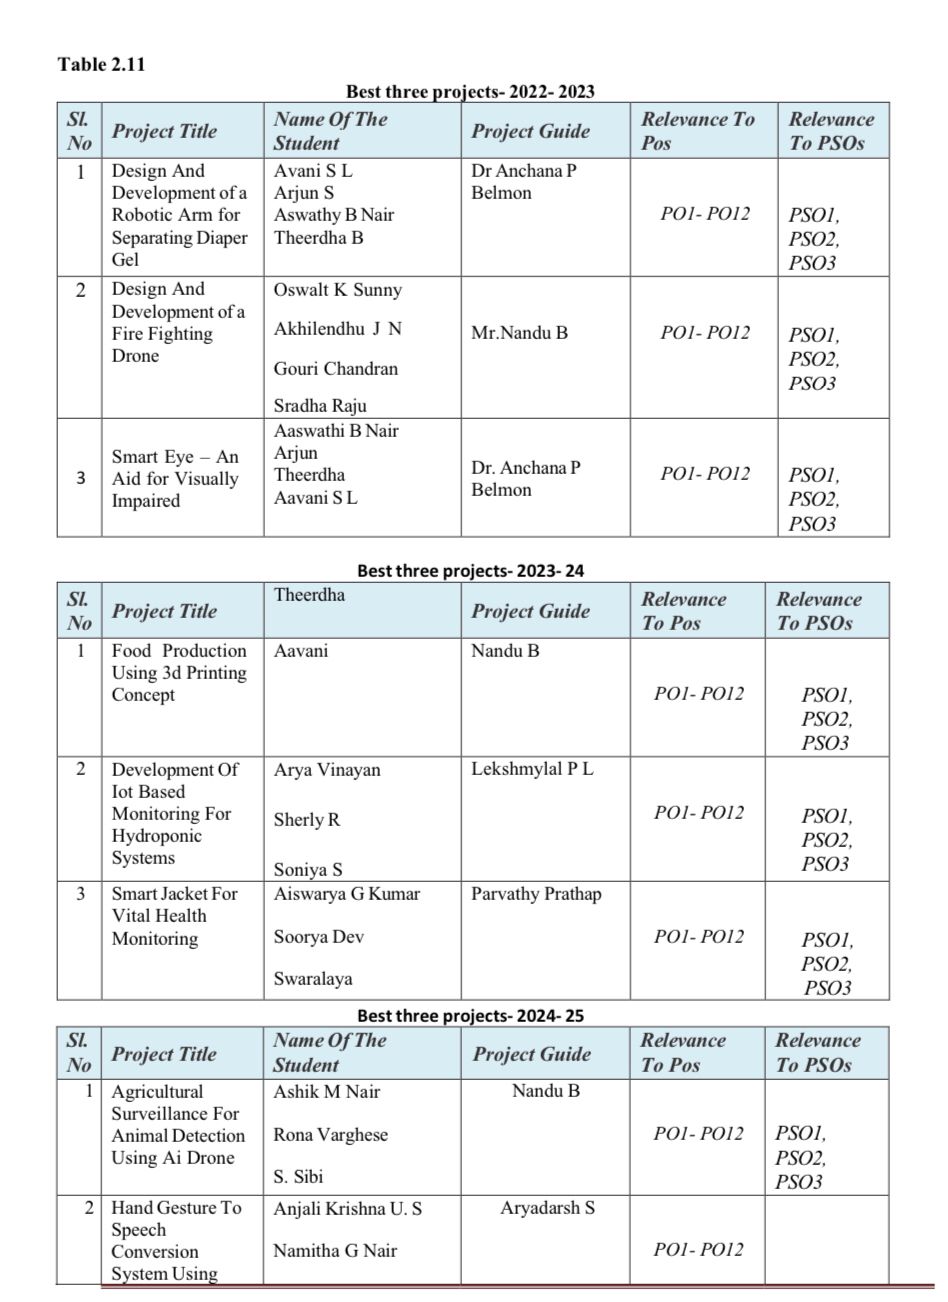 Table 2.11
Best three projects- 2022- 2023
Sl. No | Project Title | Name Of The Student | Project Guide | Relevance To Pos | Relevance To PSOs
1 | Design And Development of a Robotic Arm for Separating Diaper Gel | Avani S L Arjun S Aswathy B Nair Theerdha B | Dr Anchana P Belmon | PO1- PO12 | PSO1, PSO2, PSO3
2 | Design And Development of a Fire Fighting Drone | Oswalt K Sunny Akhilendhu J N Gouri Chandran Sradha Raju | Mr.Nandu B | PO1- PO12 | PSO1, PSO2, PSO3
3 | Smart Eye – An Aid for Visually Impaired | Aaswathi B Nair Arjun Theerdha Aavani S L | Dr. Anchana P Belmon | PO1- PO12 | PSO1, PSO2, PSO3
Best three projects- 2023- 24
Sl. No | Project Title | Theerdha | Project Guide | Relevance To Pos | Relevance To PSOs
1 | Food Production Using 3d Printing Concept | Aavani | Nandu B | PO1- PO12 | PSO1, PSO2, PSO3
2 | Development Of Iot Based Monitoring For Hydroponic Systems | Arya Vinayan Sherly R Soniya S | Lekshmylal P L | PO1- PO12 | PSO1, PSO2, PSO3
3 | Smart Jacket For Vital Health Monitoring | Aiswarya G Kumar Soorya Dev Swaralaya | Parvathy Prathap | PO1- PO12 | PSO1, PSO2, PSO3
Best three projects- 2024- 25
Sl. No | Project Title | Name Of The Student | Project Guide | Relevance To Pos | Relevance To PSOs
1 | Agricultural Surveillance For Animal Detection Using Ai Drone | Ashik M Nair Rona Varghese S. Sibi | Nandu B | PO1- PO12 | PSO1, PSO2, PSO3
2 | Hand Gesture To Speech Conversion System Using | Anjali Krishna U. S Namitha G Nair | Aryadarsh S | PO1- PO12